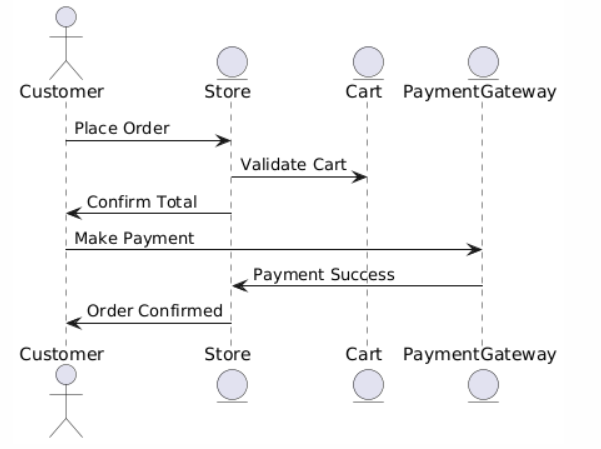 Customer Store Cart PaymentGateway
Place Order
Validate Cart
Confirm Total
Make Payment
Payment Success
Order Confirmed
Customer Store Cart PaymentGateway